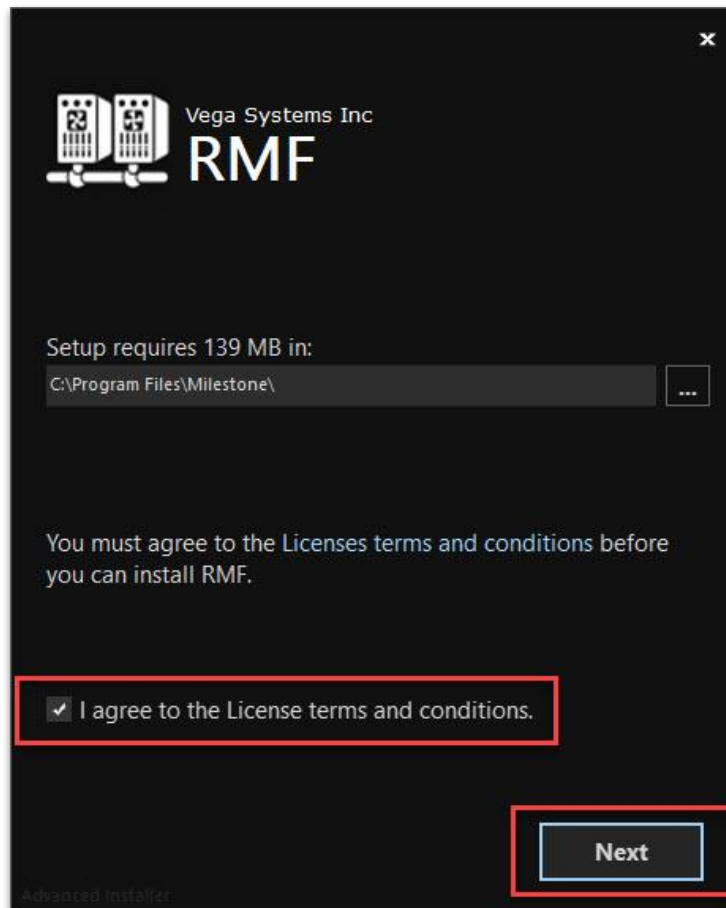 Vega Systems Inc
RMF
Setup requires 139 MB in:
C:\Program Files\Milestone\
...
You must agree to the Licenses terms and conditions before
you can install RMF.
I agree to the License terms and conditions.
Next
Advanced Installer